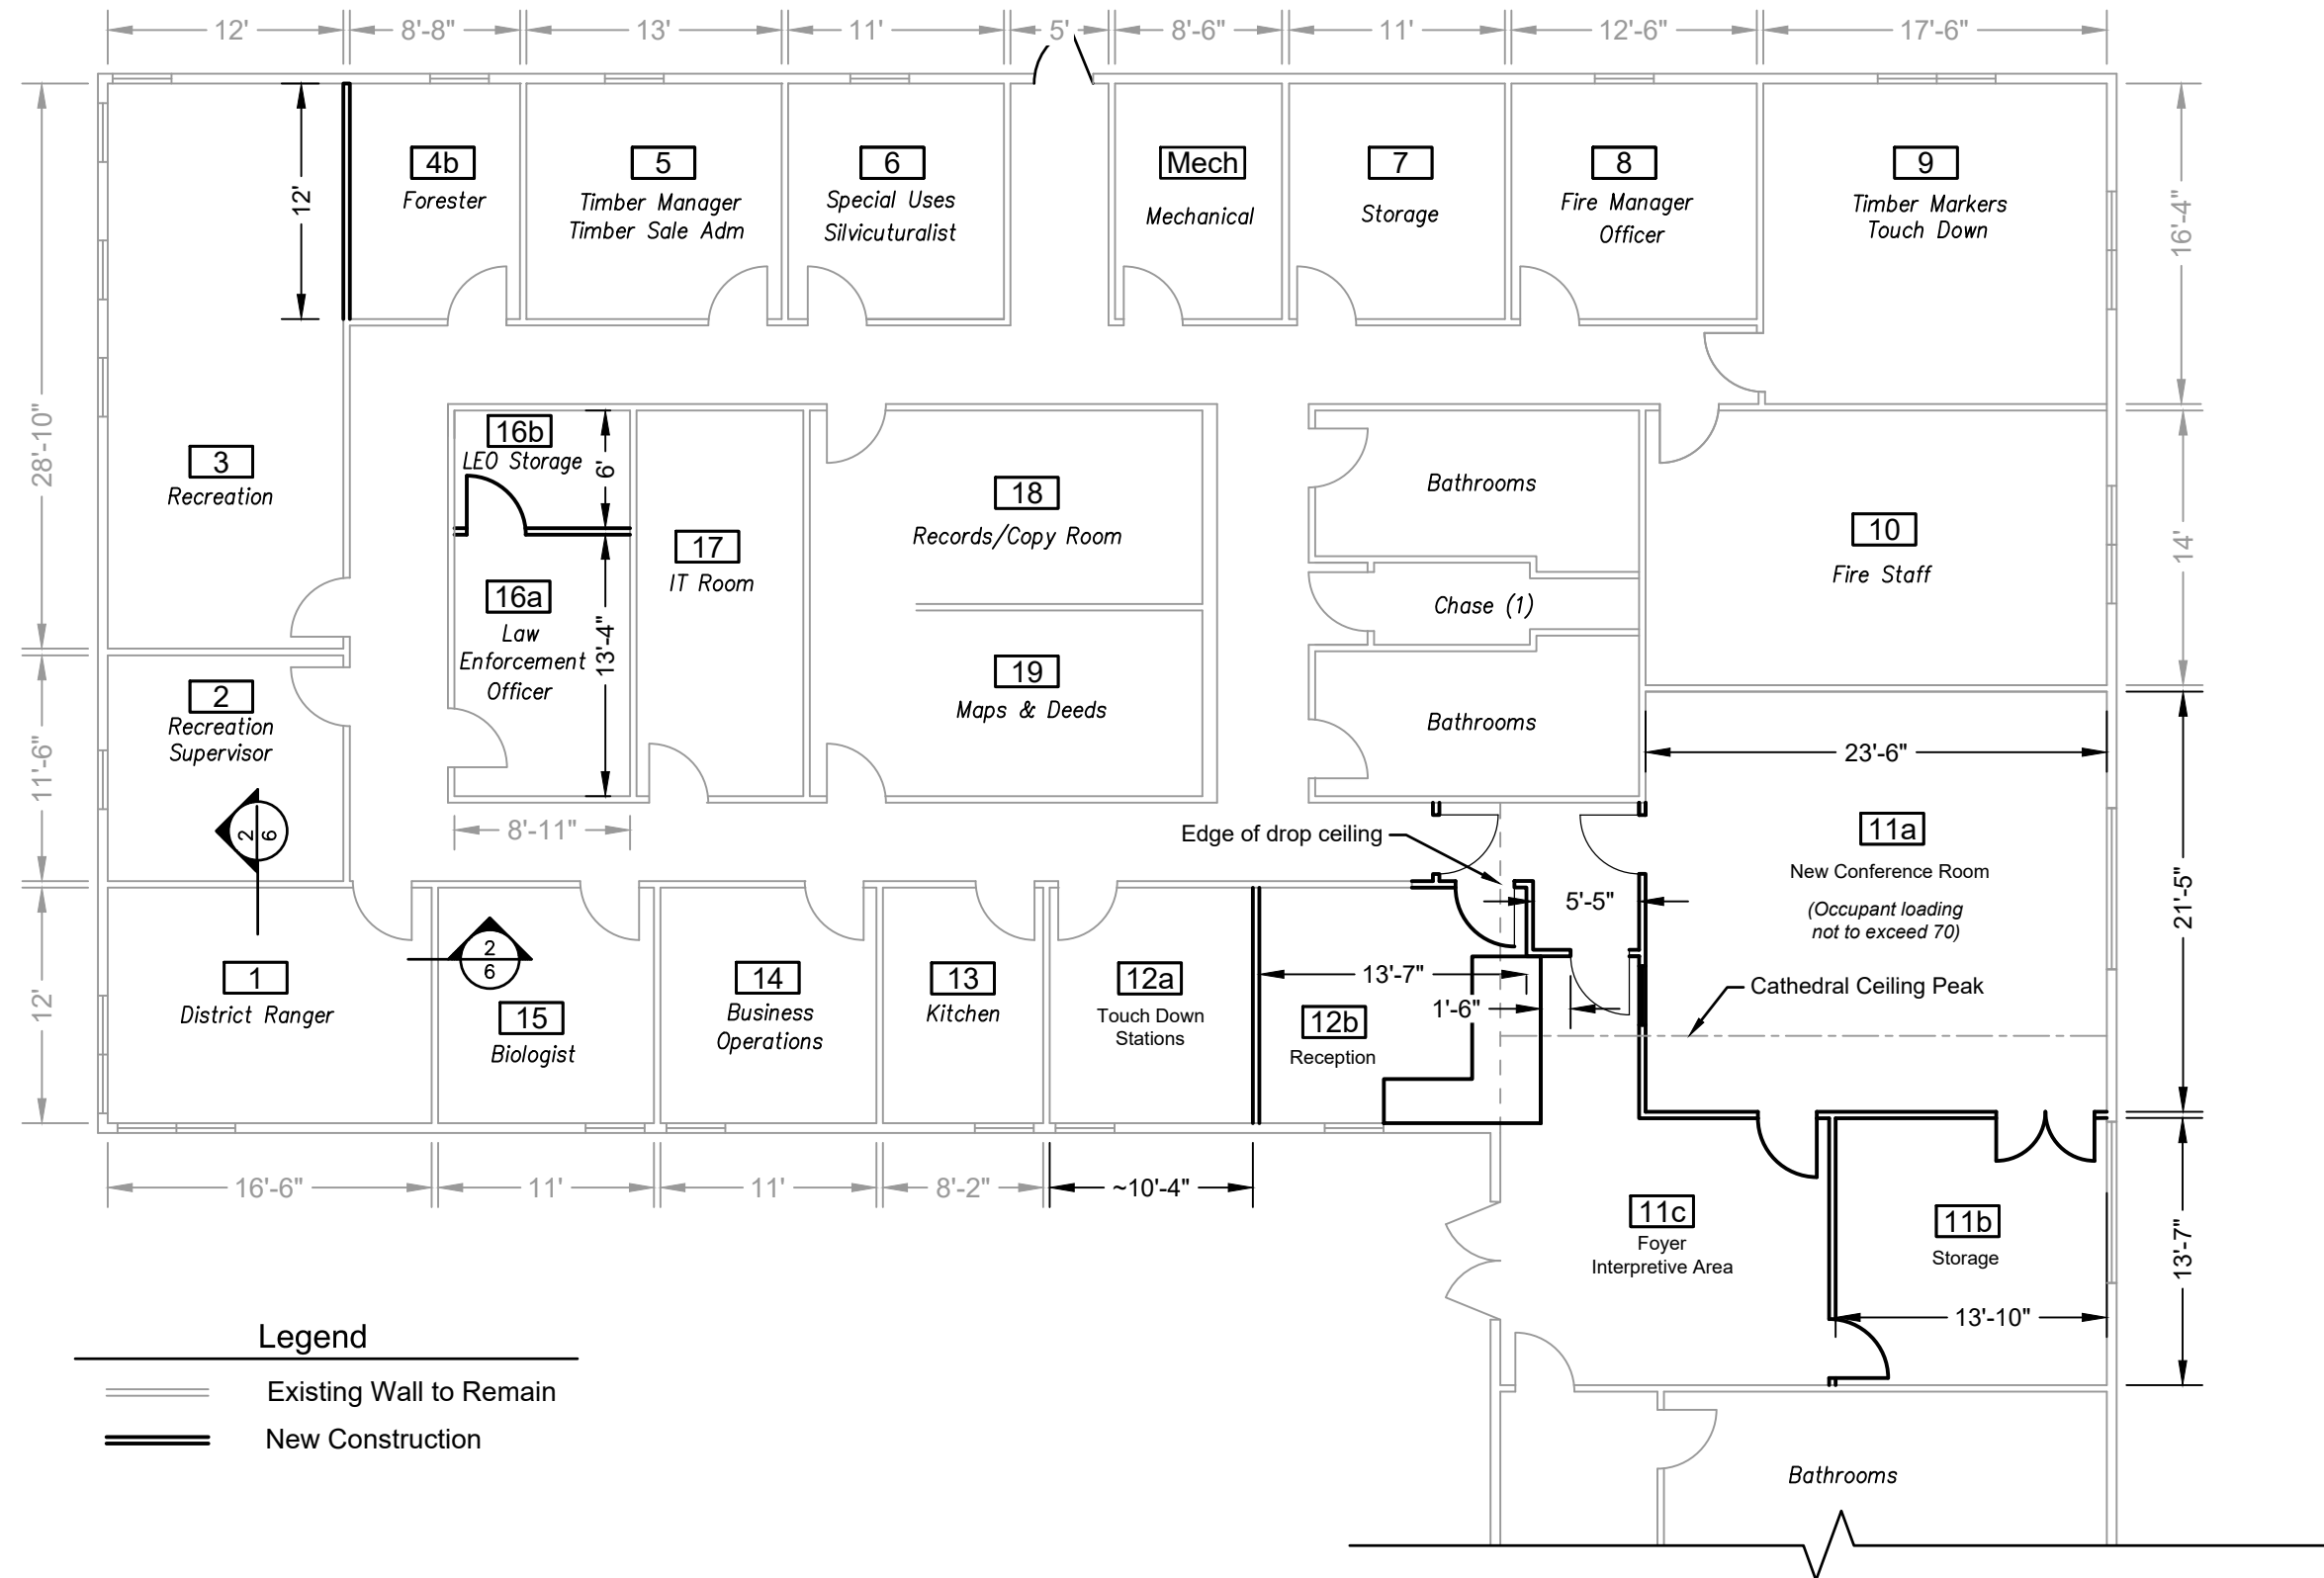 12'
8'-8"
13'
11'
5'
8'-6"
11'
12'-6"
17'-6"
4b
Forester
5
Timber Manager
Timber Sale Adm
6
Special Uses
Silvicuturalist
Mech
Mechanical
7
Storage
8
Fire Manager
Officer
9
Timber Markers
Touch Down
12'
16'-4"
28'-10"
3
Recreation
16b
LEO Storage
6'
16a
Law
Enforcement
Officer
13'-4"
17
IT Room
18
Records/Copy Room
19
Maps & Deeds
Bathrooms
Chase (1)
Bathrooms
10
Fire Staff
14'
11'-6"
2
Recreation
Supervisor
2
6
8'-11"
Edge of drop ceiling
23'-6"
11a
New Conference Room
(Occupant loading
not to exceed 70)
21'-5"
5'-5"
Cathedral Ceiling Peak
12'
1
District Ranger
2
6
15
Biologist
14
Business
Operations
13
Kitchen
12a
Touch Down
Stations
13'-7"
1'-6"
12b
Reception
16'-6"
11'
11'
8'-2"
~10'-4"
11c
Foyer
Interpretive Area
11b
Storage
13'-7"
13'-10"
Bathrooms
Legend
Existing Wall to Remain
New Construction